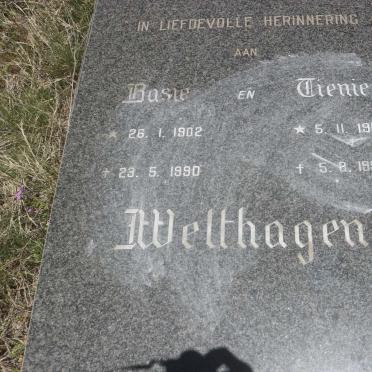 IN LIEFDEVOLLE HERINNERING
AAN
Basie EN Tienie
* 26. 1. 1902 * 5. 11. 19
† 23. 5. 1990 † 5. 8. 19
Welthagen